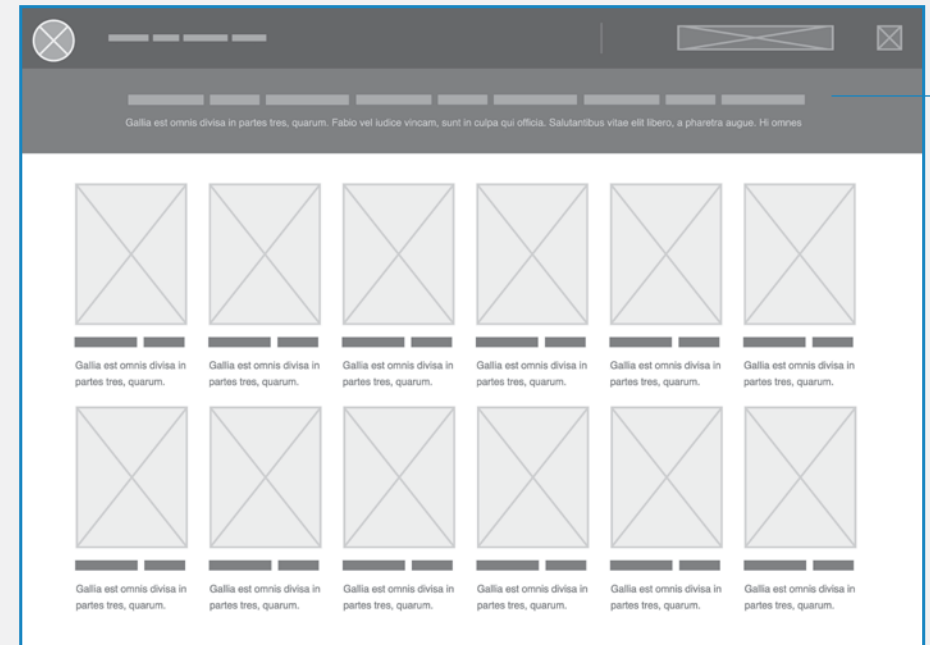 Gallia est omnis divisa in partes tres, quarum. Fabio vel iudice vincam, sunt in culpa qui officia. Salutantibus vitae elit libero, a pharetra augue. Hi omnes
Gallia est omnis divisa in
partes tres, quarum.
Gallia est omnis divisa in
partes tres, quarum.
Gallia est omnis divisa in
partes tres, quarum.
Gallia est omnis divisa in
partes tres, quarum.
Gallia est omnis divisa in
partes tres, quarum.
Gallia est omnis divisa in
partes tres, quarum.
Gallia est omnis divisa in
partes tres, quarum.
Gallia est omnis divisa in
partes tres, quarum.
Gallia est omnis divisa in
partes tres, quarum.
Gallia est omnis divisa in
partes tres, quarum.
Gallia est omnis divisa in
partes tres, quarum.
Gallia est omnis divisa in
partes tres, quarum.